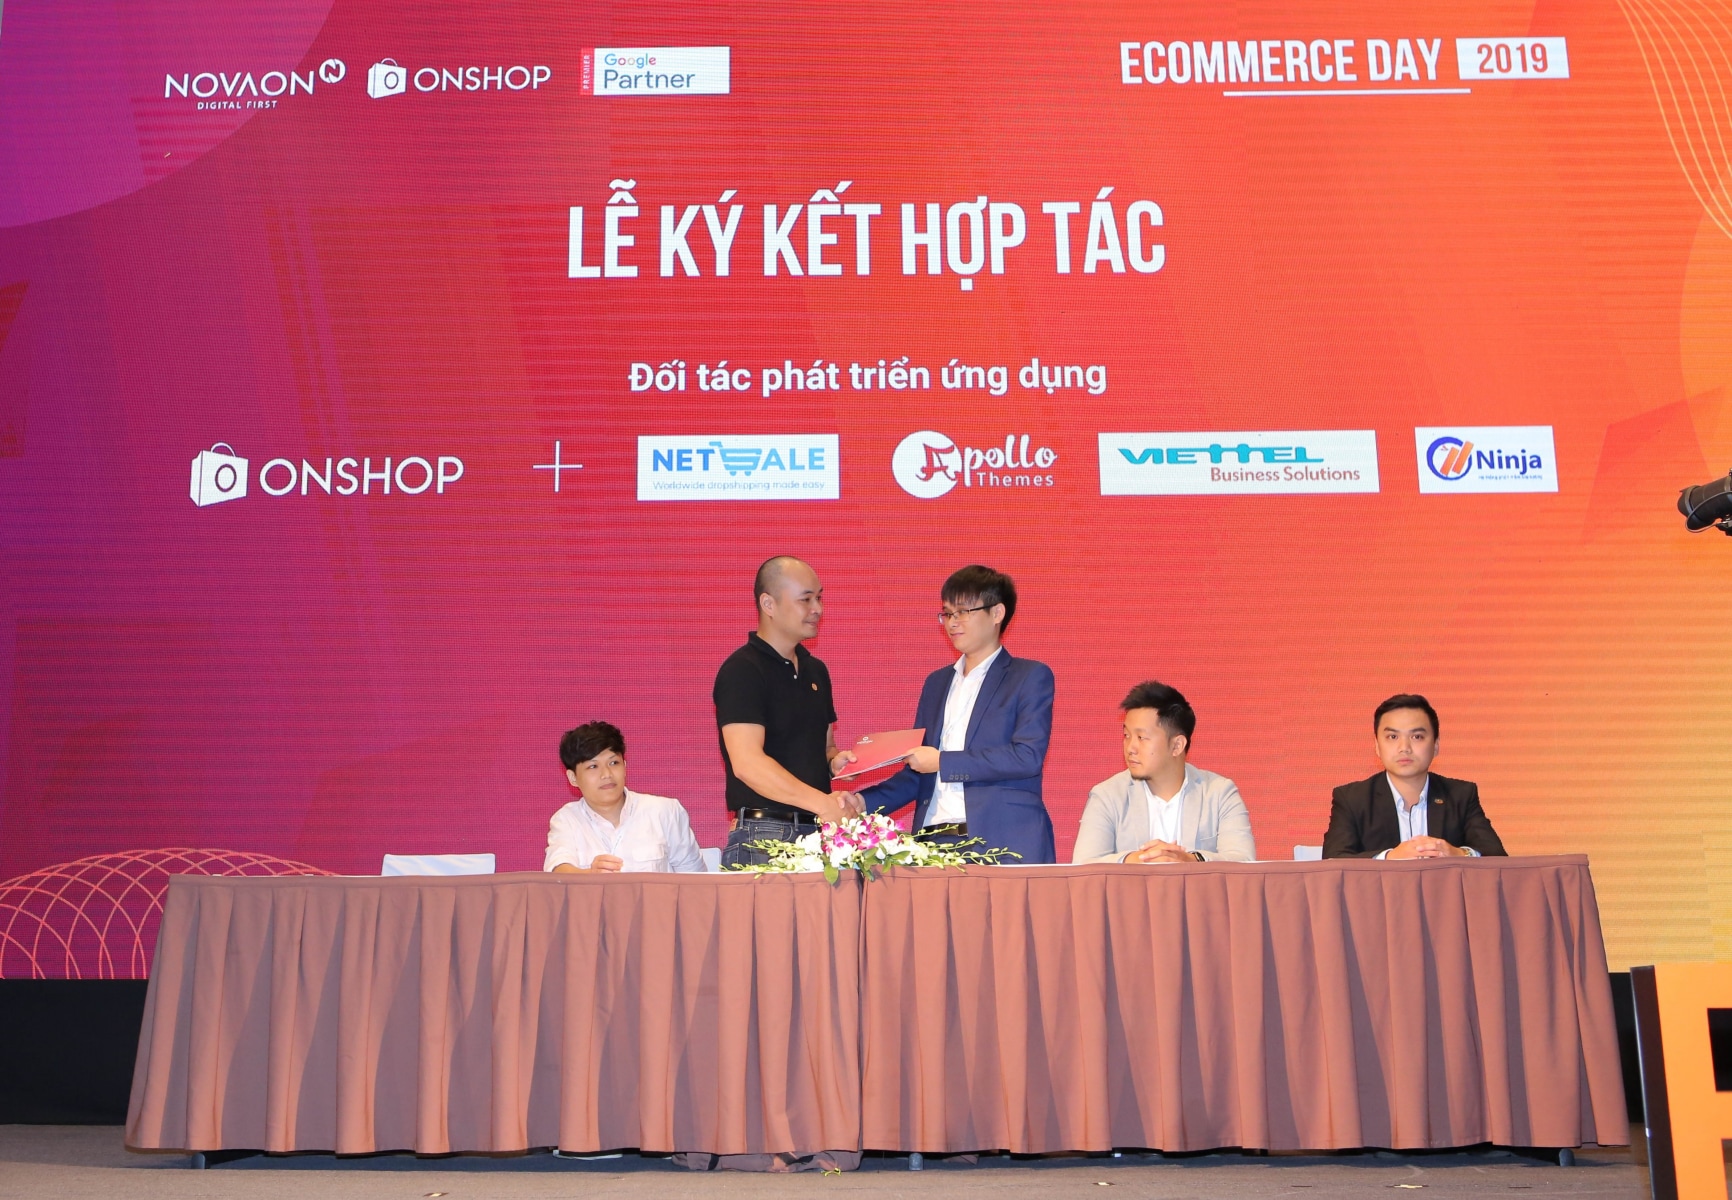 NOVAON
DIGITAL FIRST
ONSHOP
PREMIER
Google
Partner
ECOMMERCE DAY 2019
LỄ KÝ KẾT HỢP TÁC
Đối tác phát triển ứng dụng
ONSHOP
NETSALE
Worldwide dropshipping made easy
Apollo
Themes
VIETTEL
Business Solutions
Ninja